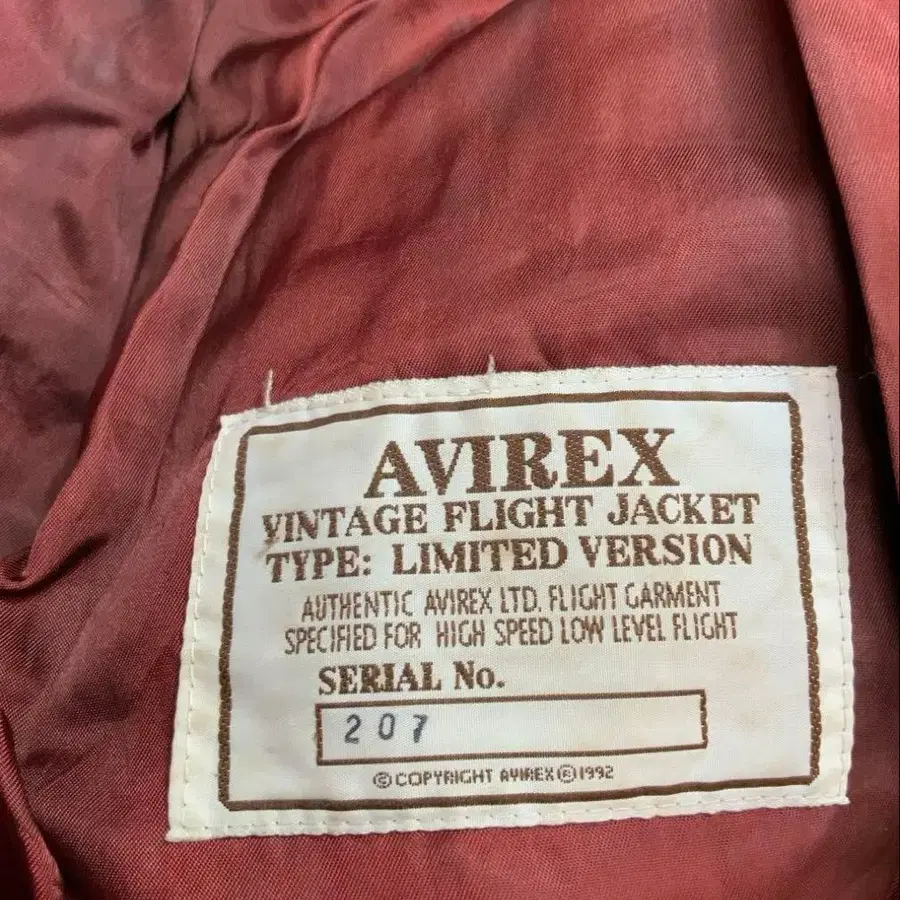 AVIREX
VINTAGE FLIGHT JACKET
TYPE: LIMITED VERSION
AUTHENTIC AVIREX LTD. FLIGHT GARMENT
SPECIFIED FOR HIGH SPEED LOW LEVEL FLIGHT
SERIAL No.
207
©COPYRIGHT AVIREX©1992